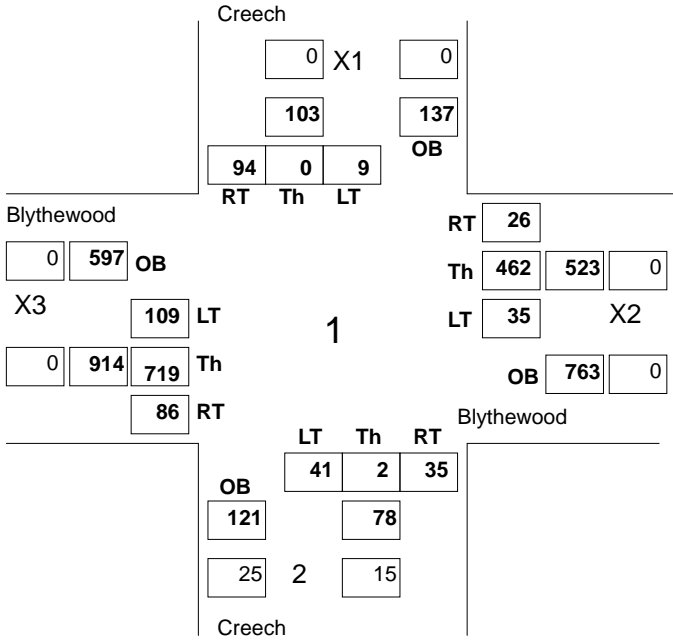 Creech
0 X1 0
103 137
OB
94 0 9
RT Th LT
Blythewood
RT 26
0 597 OB
Th 462 523 0
X3
109 LT
1
LT 35 X2
0 914 719 Th
OB 763 0
86 RT
Blythewood
LT Th RT
41 2 35
OB
121 78
25 2 15
Creech